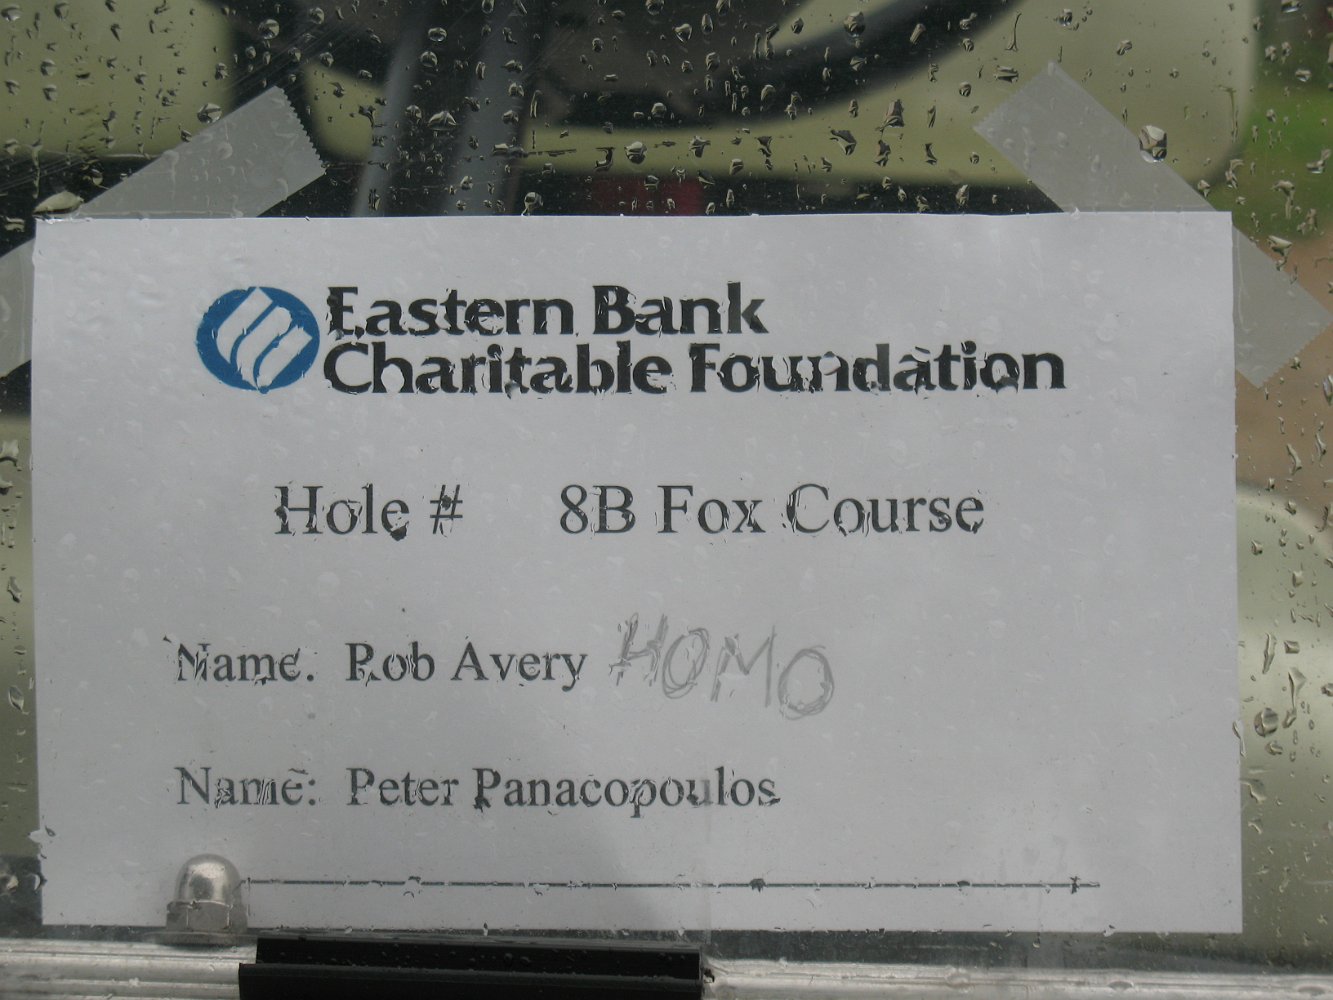 Eastern Bank
Charitable Foundation
Hole # 8B Fox Course
Name: Rob Avery HOMO
Name: Peter Panacopoulos